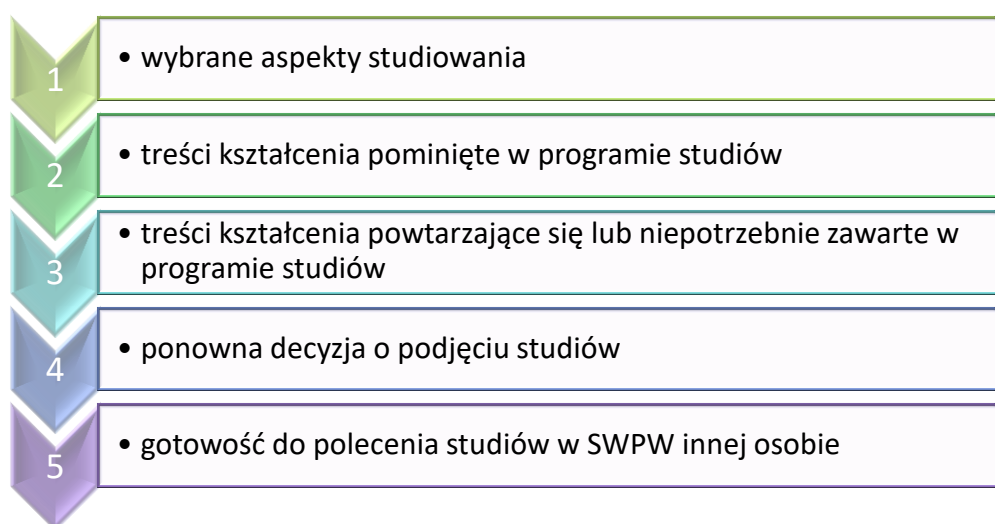 1
• wybrane aspekty studiowania
2
• treści kształcenia pominięte w programie studiów
3
• treści kształcenia powtarzające się lub niepotrzebnie zawarte w
programie studiów
4
• ponowna decyzja o podjęciu studiów
5
• gotowość do polecenia studiów w SWPW innej osobie